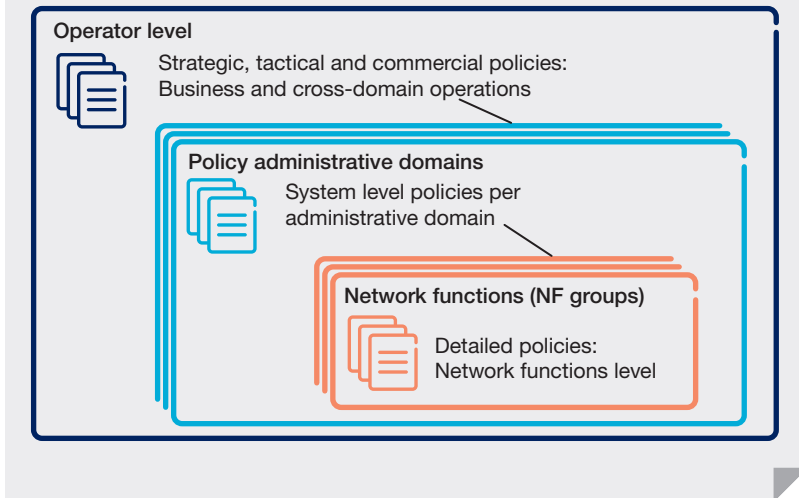 Operator level
Strategic, tactical and commercial policies:
Business and cross-domain operations
Policy administrative domains
System level policies per
administrative domain
Network functions (NF groups)
Detailed policies:
Network functions level